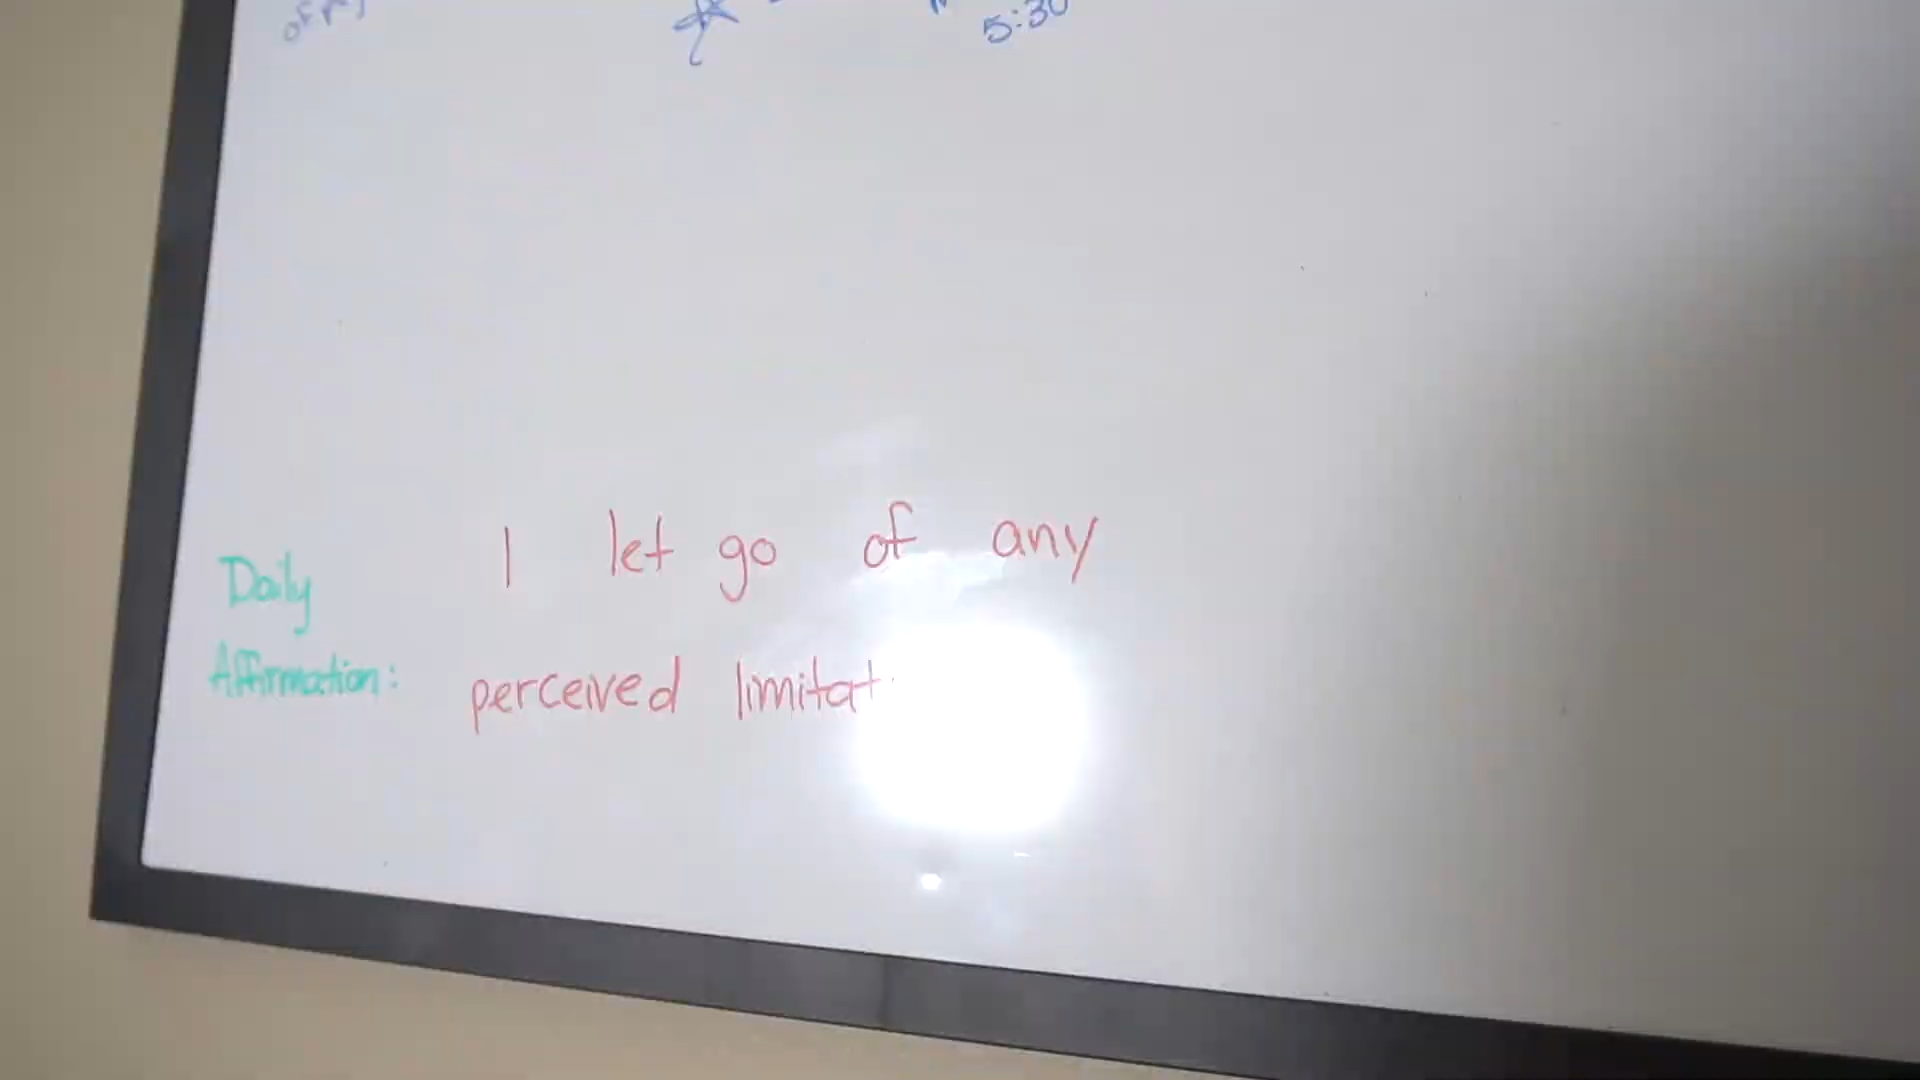 5:30
Daily
Affirmation:
I let go of any
perceived limitat